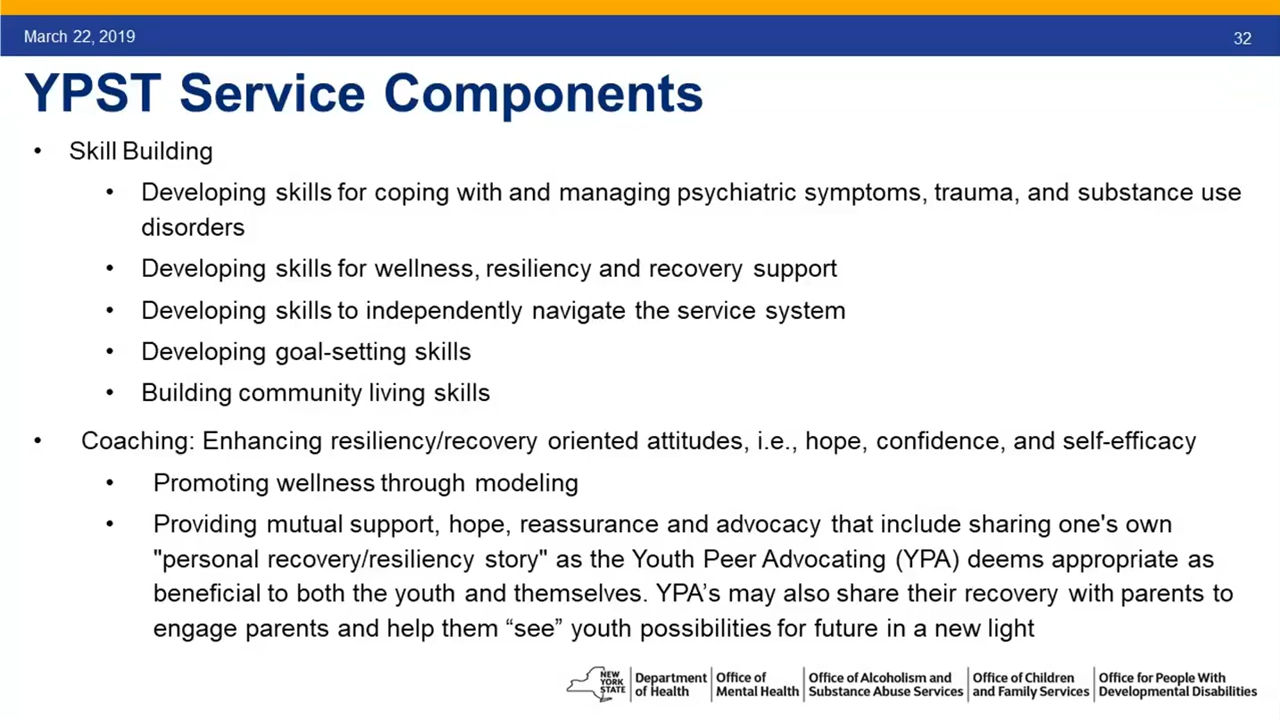 March 22, 2019
32
YPST Service Components
• Skill Building
• Developing skills for coping with and managing psychiatric symptoms, trauma, and substance use
disorders
• Developing skills for wellness, resiliency and recovery support
• Developing skills to independently navigate the service system
• Developing goal-setting skills
• Building community living skills
• Coaching: Enhancing resiliency/recovery oriented attitudes, i.e., hope, confidence, and self-efficacy
• Promoting wellness through modeling
• Providing mutual support, hope, reassurance and advocacy that include sharing one's own
"personal recovery/resiliency story" as the Youth Peer Advocating (YPA) deems appropriate as
beneficial to both the youth and themselves. YPA’s may also share their recovery with parents to
engage parents and help them “see” youth possibilities for future in a new light
NEW
YORK
STATE
Department
of Health
Office of
Mental Health
Office of Alcoholism and
Substance Abuse Services
Office of Children
and Family Services
Office for People With
Developmental Disabilities